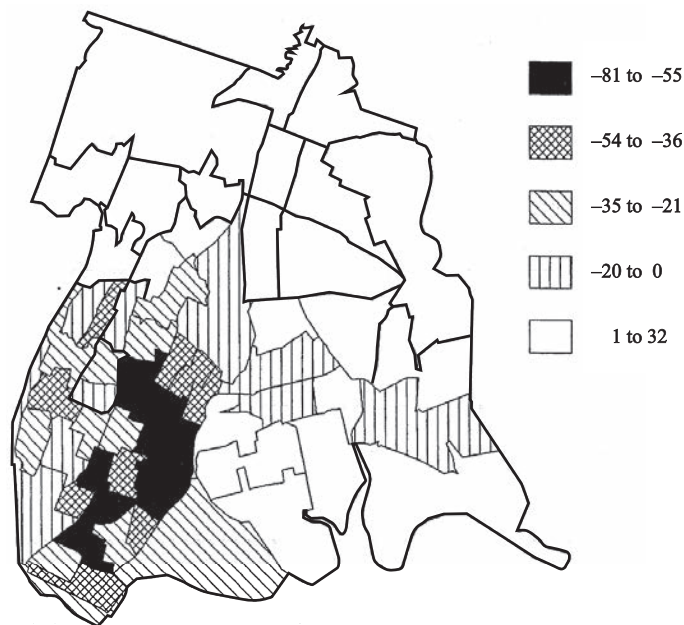 –81 to –55
–54 to –36
–35 to –21
–20 to 0
1 to 32